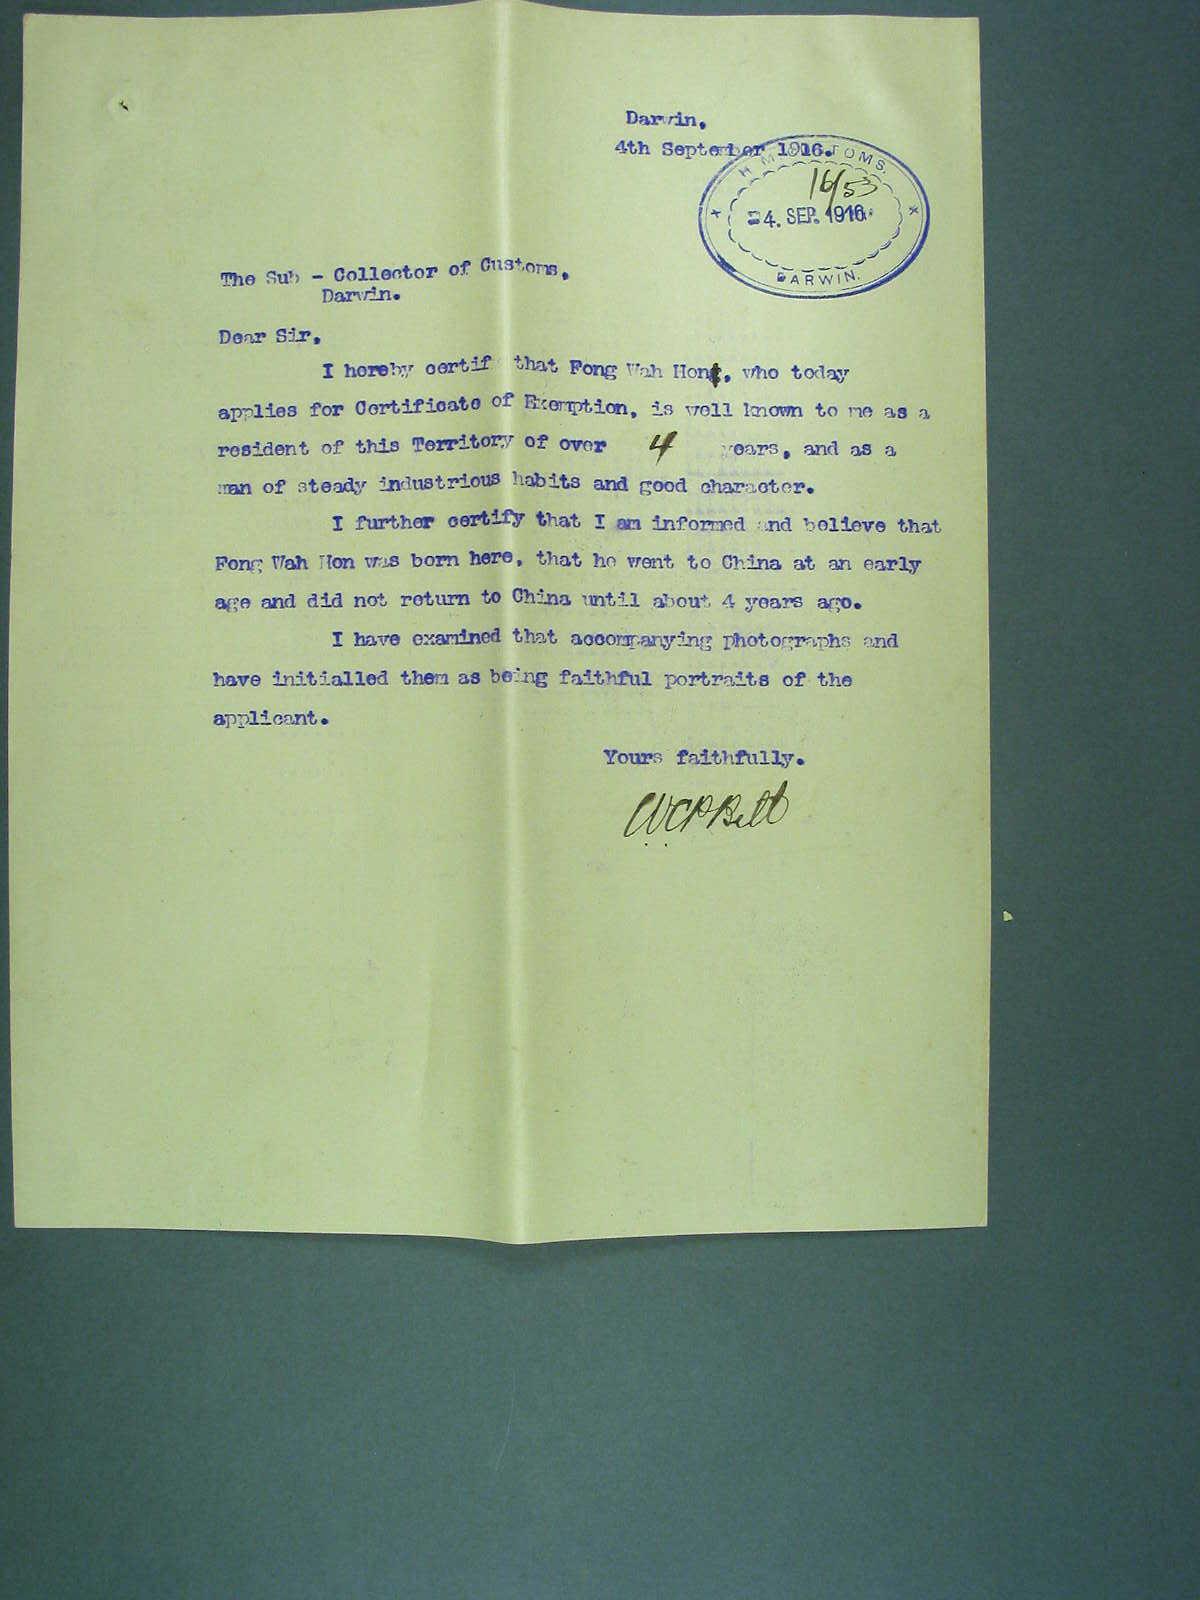 Darwin.
4th September 1916.
H.M. CUSTOMS.
16/53
4. SEP. 1916
DARWIN.
The Sub - Collector of Customs,
Darwin.
Dear Sir,
I hereby certify that Fong Wah Hon, who today
applies for Certificate of Exemption, is well known to me as a
resident of this Territory of over 4 years, and as a
man of steady industrious habits and good character.
I further certify that I am informed and believe that
Fong Wah Hon was born here, that he went to China at an early
age and did not return to China until about 4 years ago.
I have examined that accompanying photographs and
have initialled them as being faithful portraits of the
applicant.
Yours faithfully.